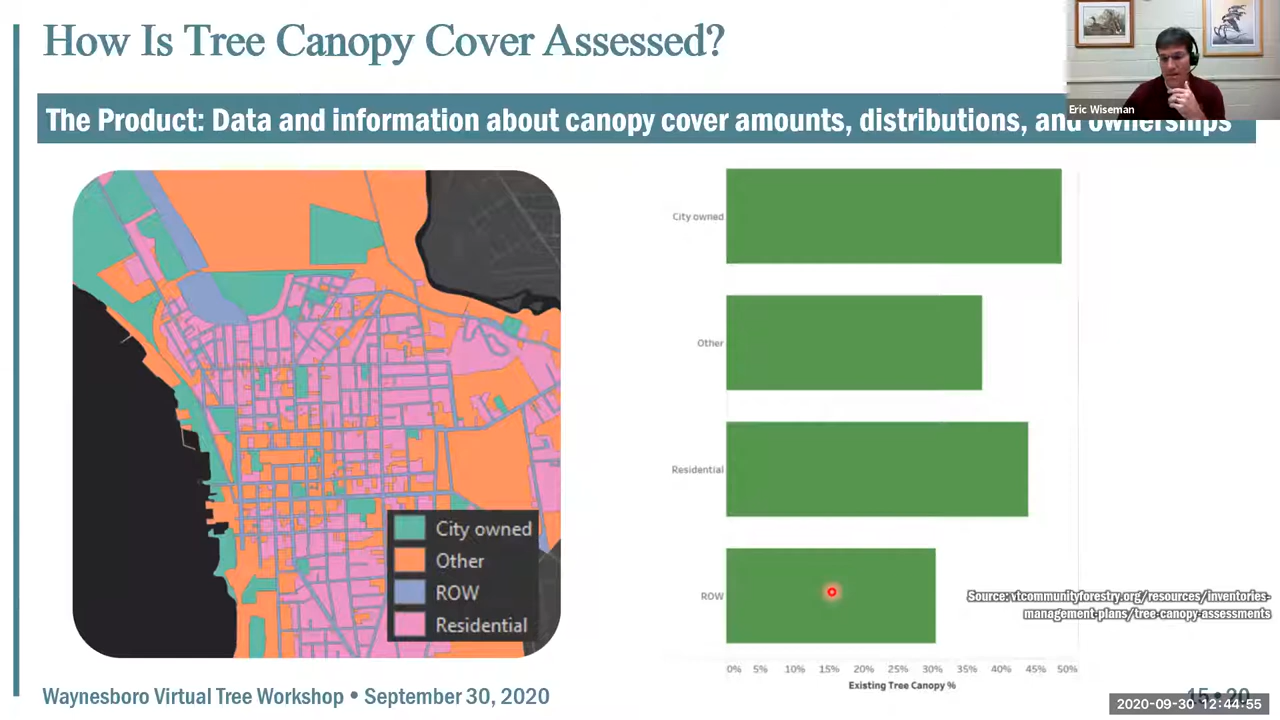 How Is Tree Canopy Cover Assessed?
Eric Wiseman
The Product: Data and information about canopy cover amounts, distributions, and ownerships
City owned
Other
ROW
Residential
City owned
Other
Residential
ROW
0% 5% 10% 15% 20% 25% 30% 35% 40% 45% 50%
Existing Tree Canopy %
Source: vtcommunityforestry.org/resources/inventories-
management-plans/tree-canopy-assessments
Waynesboro Virtual Tree Workshop • September 30, 2020
15 • 20
2020-09-30 12:44:55